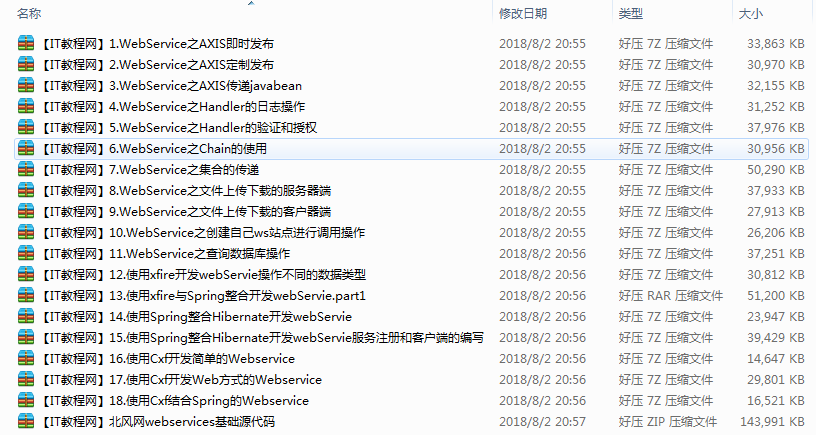 名称 修改日期 类型 大小
【IT教程网】1.WebService之AXIS即时发布 2018/8/2 20:55 好压 7Z 压缩文件 33,863 KB
【IT教程网】2.WebService之AXIS定制发布 2018/8/2 20:55 好压 7Z 压缩文件 30,970 KB
【IT教程网】3.WebService之AXIS传递javabean 2018/8/2 20:55 好压 7Z 压缩文件 32,155 KB
【IT教程网】4.WebService之Handler的日志操作 2018/8/2 20:55 好压 7Z 压缩文件 31,252 KB
【IT教程网】5.WebService之Handler的验证和授权 2018/8/2 20:55 好压 7Z 压缩文件 37,976 KB
【IT教程网】6.WebService之Chain的使用 2018/8/2 20:55 好压 7Z 压缩文件 30,956 KB
【IT教程网】7.WebService之集合的传递 2018/8/2 20:55 好压 7Z 压缩文件 50,290 KB
【IT教程网】8.WebService之文件上传下载的服务器端 2018/8/2 20:55 好压 7Z 压缩文件 37,933 KB
【IT教程网】9.WebService之文件上传下载的客户器端 2018/8/2 20:55 好压 7Z 压缩文件 27,913 KB
【IT教程网】10.WebService之创建自己ws站点进行调用操作 2018/8/2 20:55 好压 7Z 压缩文件 26,206 KB
【IT教程网】11.WebService之查询数据库操作 2018/8/2 20:56 好压 7Z 压缩文件 37,251 KB
【IT教程网】12.使用xfire开发webServie操作不同的数据类型 2018/8/2 20:56 好压 7Z 压缩文件 30,812 KB
【IT教程网】13.使用xfire与Spring整合开发webServie.part1 2018/8/2 20:56 好压 RAR 压缩文件 51,200 KB
【IT教程网】14.使用Spring整合Hibernate开发webServie 2018/8/2 20:56 好压 7Z 压缩文件 23,947 KB
【IT教程网】15.使用Spring整合Hibernate开发webServie服务注册和客户端的编写 2018/8/2 20:56 好压 7Z 压缩文件 39,429 KB
【IT教程网】16.使用Cxf开发简单的Webservice 2018/8/2 20:56 好压 7Z 压缩文件 14,647 KB
【IT教程网】17.使用Cxf开发Web方式的Webservice 2018/8/2 20:56 好压 7Z 压缩文件 29,801 KB
【IT教程网】18.使用Cxf结合Spring的Webservice 2018/8/2 20:56 好压 7Z 压缩文件 16,521 KB
【IT教程网】北风网webservices基础源代码 2018/8/2 20:57 好压 ZIP 压缩文件 143,991 KB